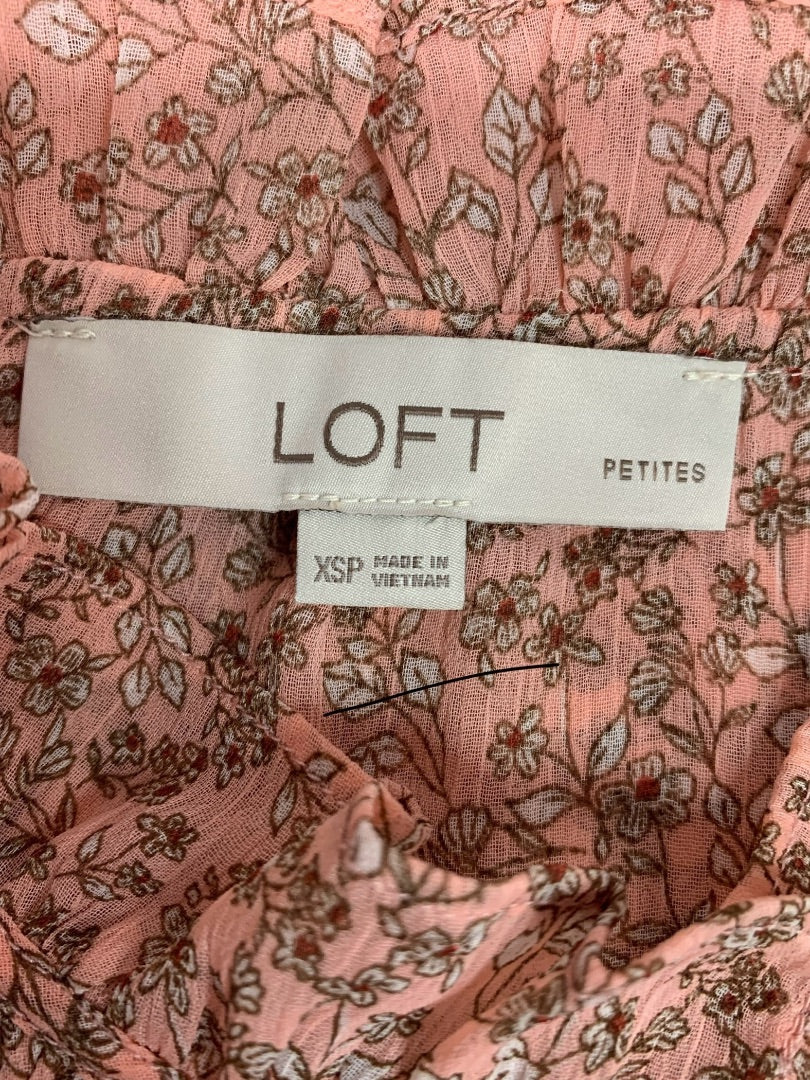 LOFT
PETITES
XSP MADE IN
VIETNAM